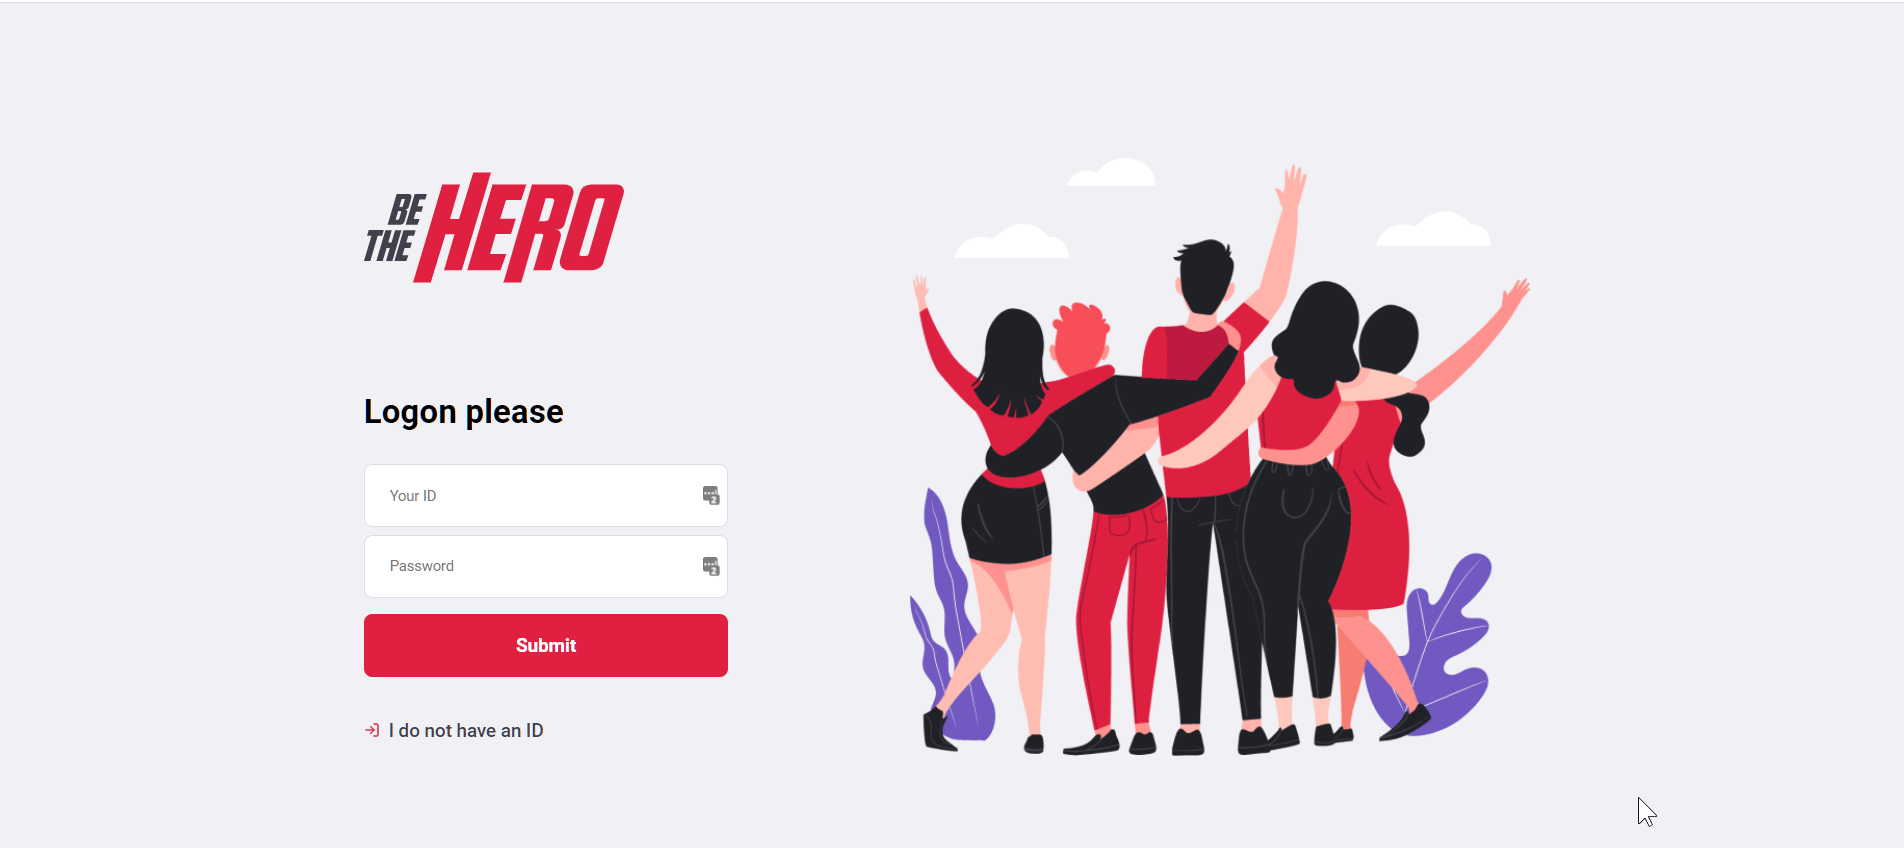 BE
THE HERO
Logon please
Your ID
Password
Submit
I do not have an ID